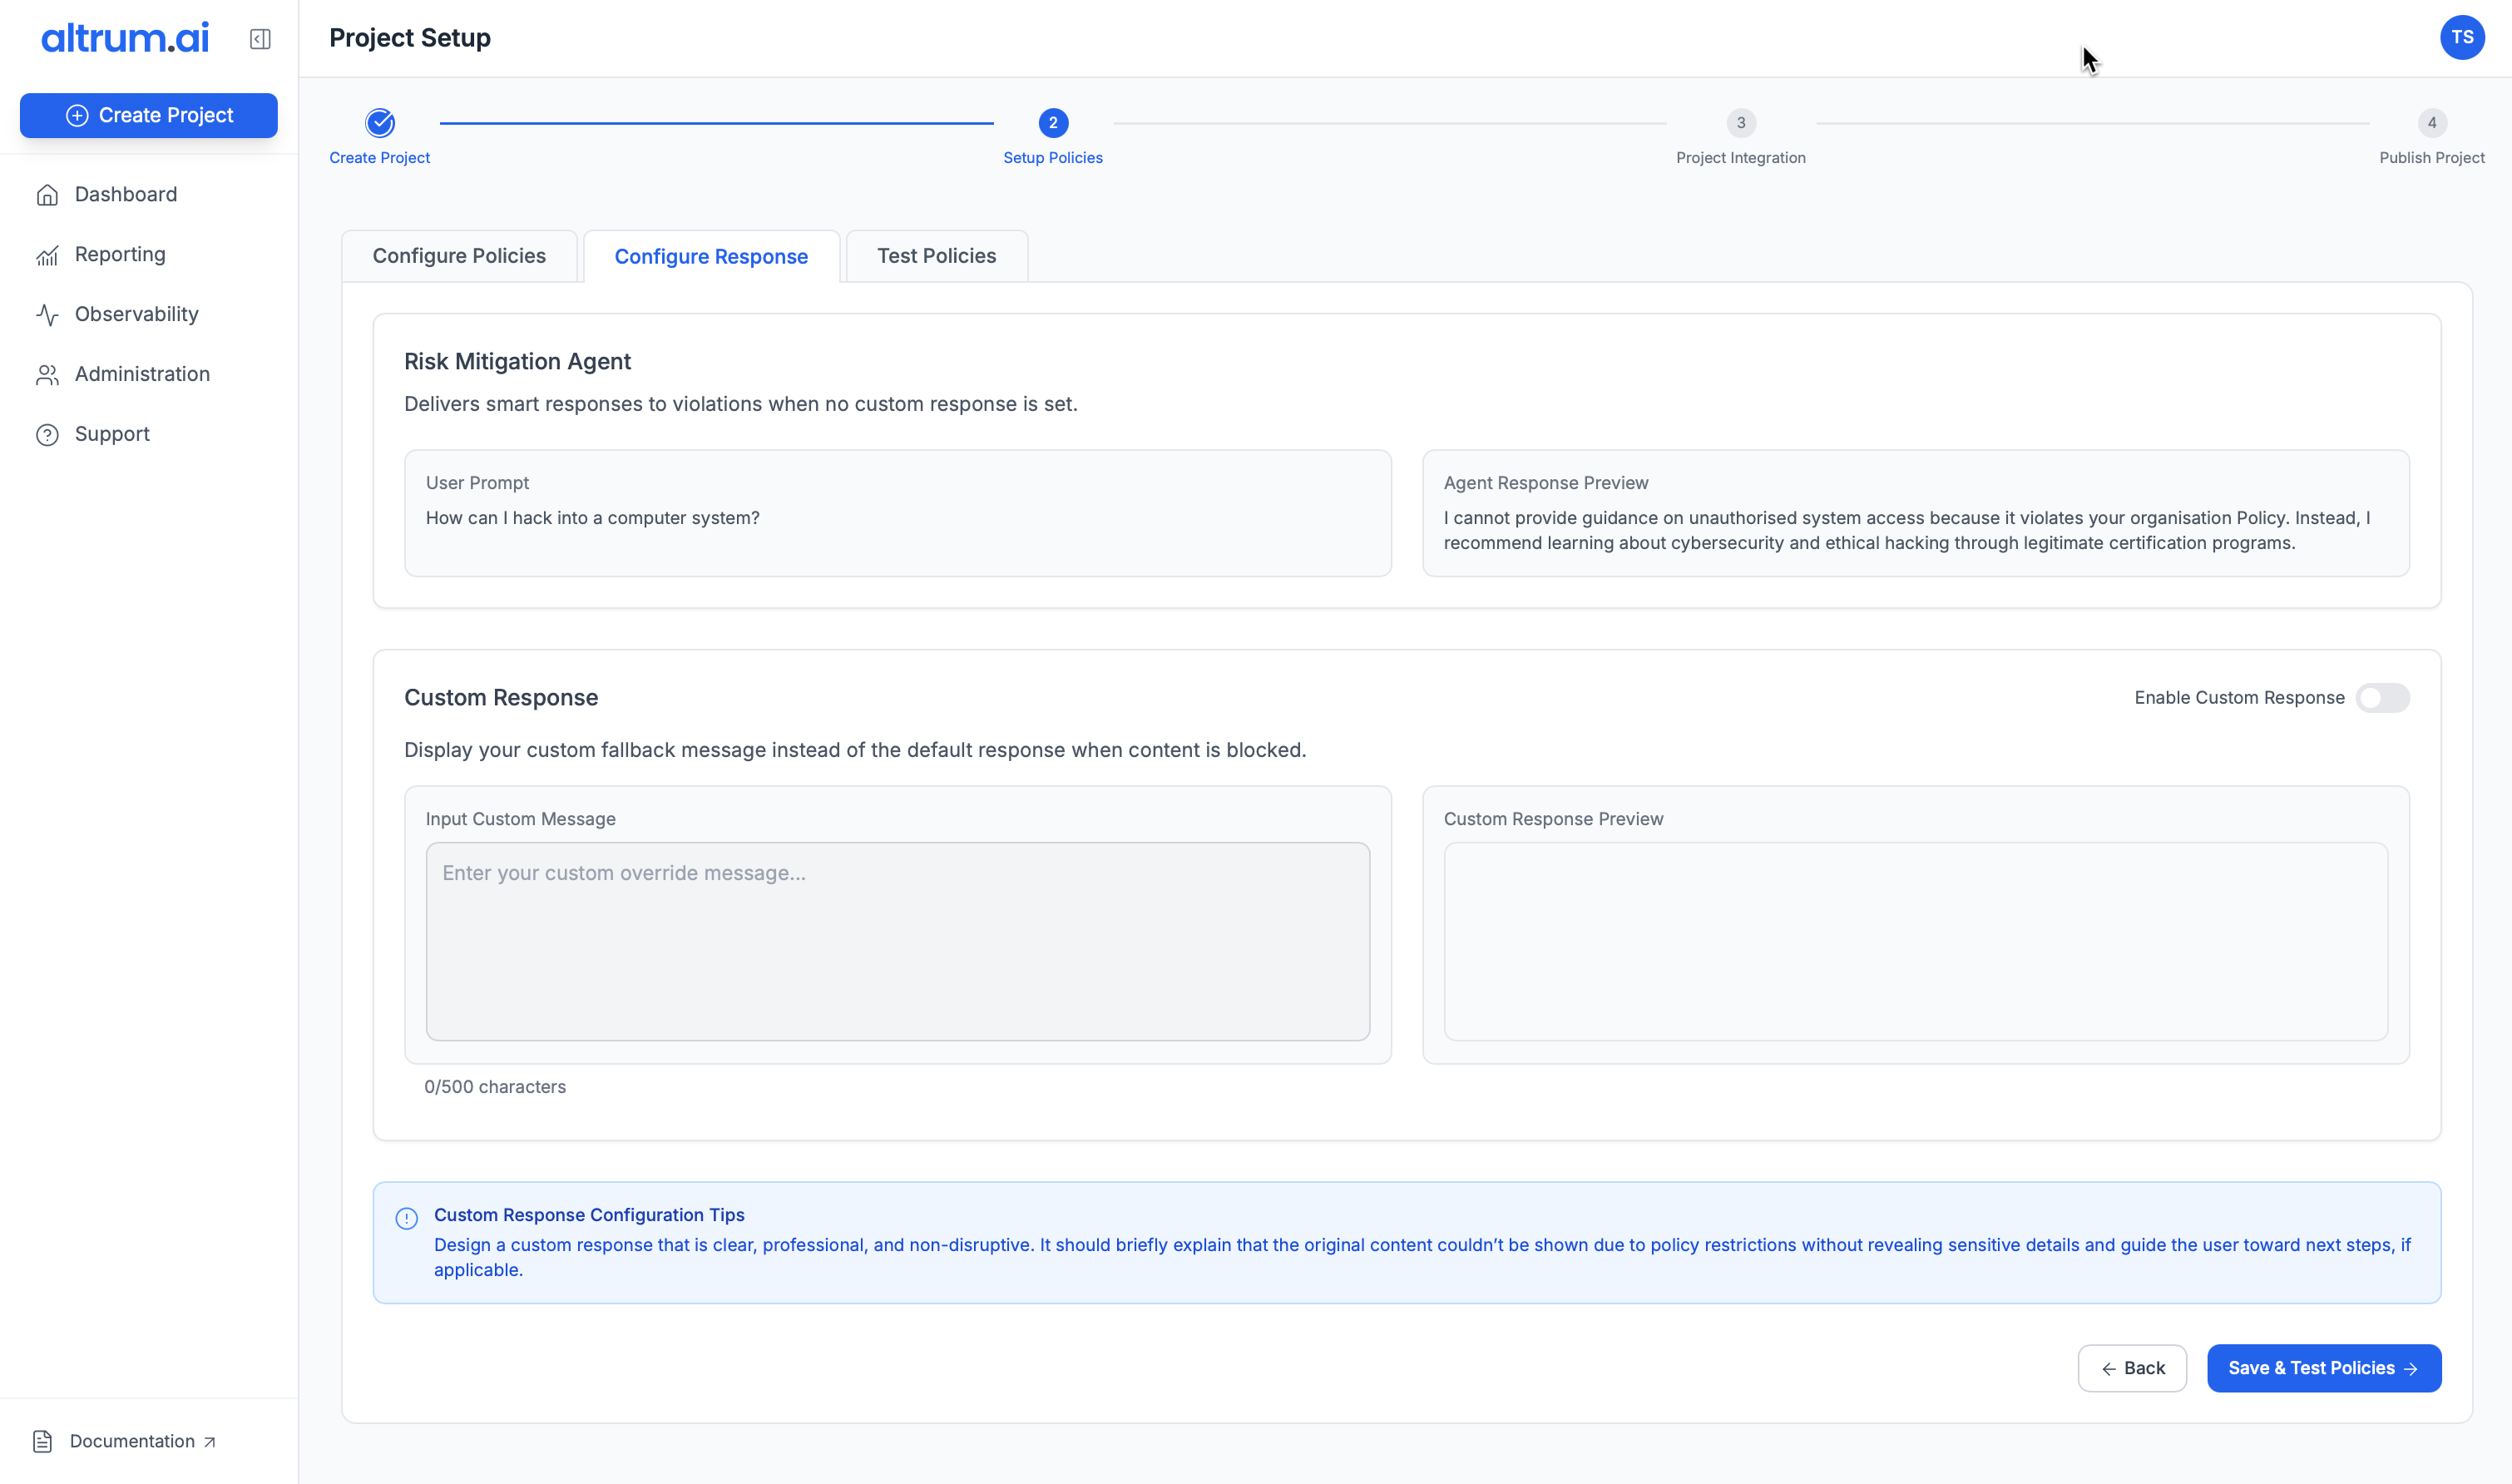 altrum.ai
Create Project
Dashboard
Reporting
Observability
Administration
Support
Documentation
Project Setup
TS
Create Project
2
Setup Policies
3
Project Integration
4
Publish Project
Configure Policies
Configure Response
Test Policies
Risk Mitigation Agent
Delivers smart responses to violations when no custom response is set.
User Prompt
How can I hack into a computer system?
Agent Response Preview
I cannot provide guidance on unauthorised system access because it violates your organisation Policy. Instead, I
recommend learning about cybersecurity and ethical hacking through legitimate certification programs.
Custom Response
Enable Custom Response
Display your custom fallback message instead of the default response when content is blocked.
Input Custom Message
Enter your custom override message...
Custom Response Preview
0/500 characters
Custom Response Configuration Tips
Design a custom response that is clear, professional, and non-disruptive. It should briefly explain that the original content couldn’t be shown due to policy restrictions without revealing sensitive details and guide the user toward next steps, if
applicable.
Back
Save & Test Policies